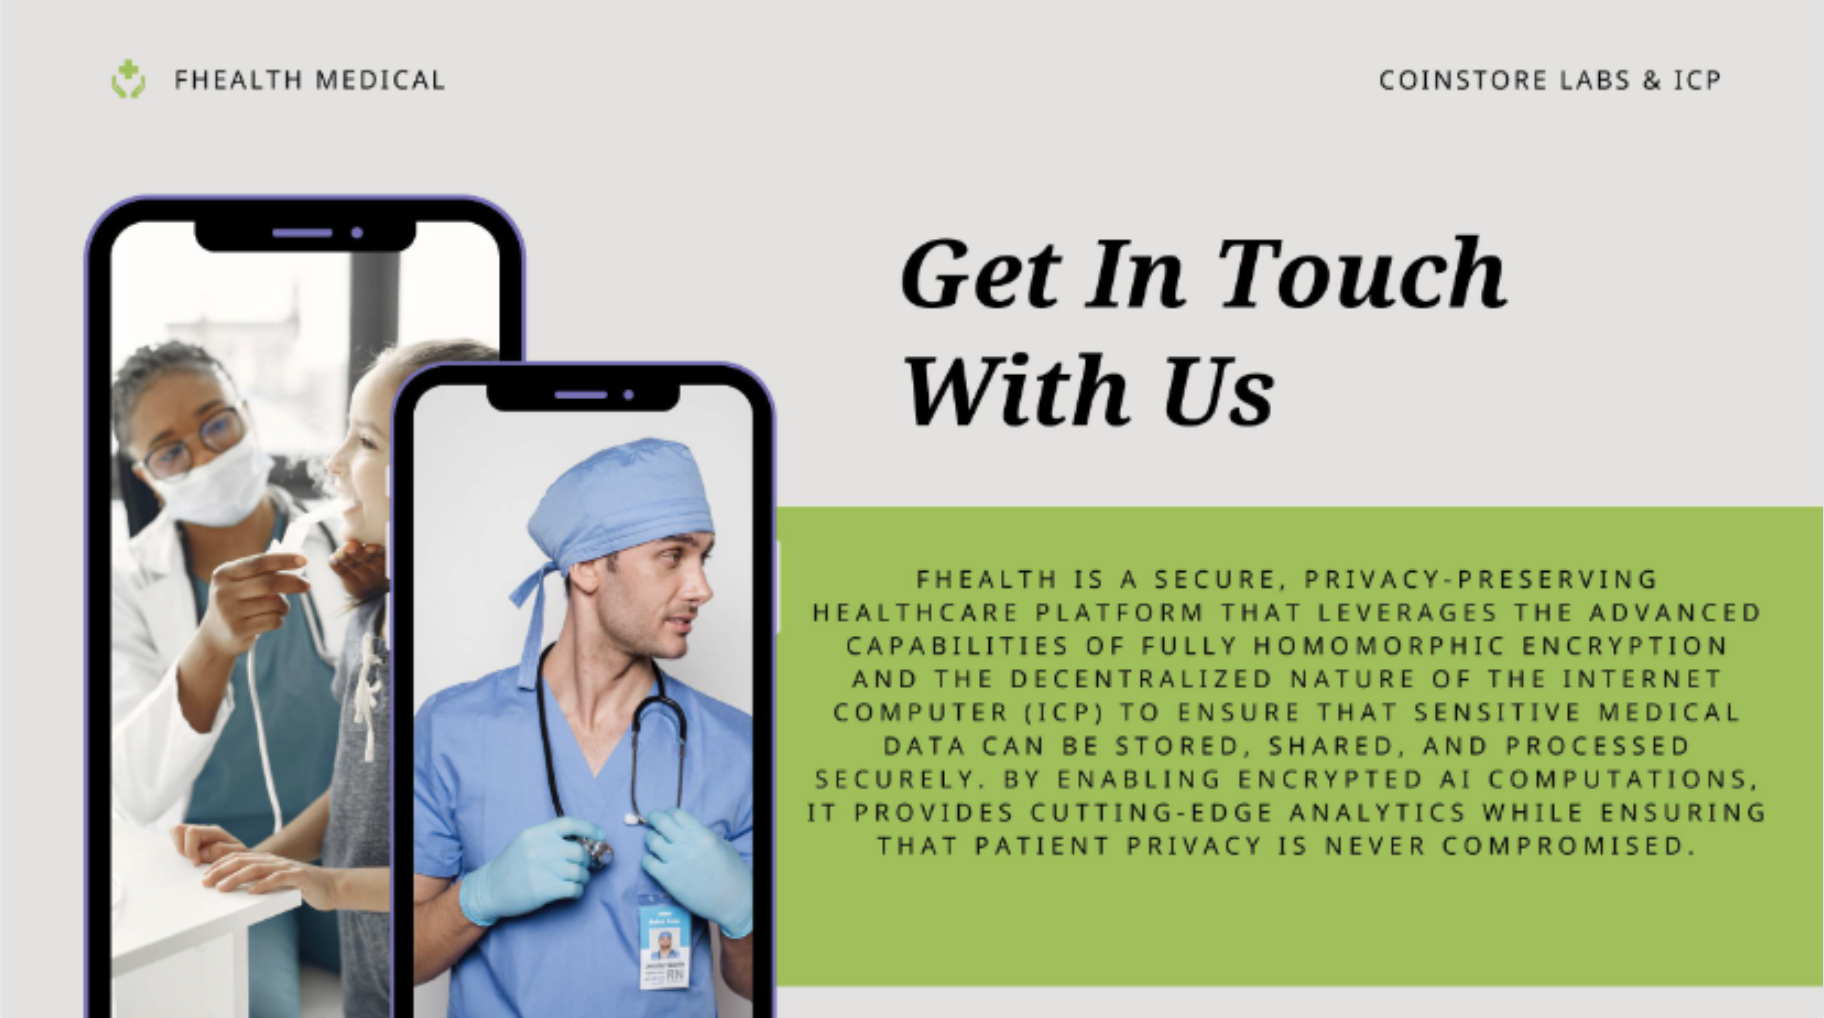 FHEALTH MEDICAL
COINSTORE LABS & ICP
Get In Touch
With Us
FHEALTH IS A SECURE, PRIVACY-PRESERVING
HEALTHCARE PLATFORM THAT LEVERAGES THE ADVANCED
CAPABILITIES OF FULLY HOMOMORPHIC ENCRYPTION
AND THE DECENTRALIZED NATURE OF THE INTERNET
COMPUTER (ICP) TO ENSURE THAT SENSITIVE MEDICAL
DATA CAN BE STORED, SHARED, AND PROCESSED
SECURELY. BY ENABLING ENCRYPTED AI COMPUTATIONS,
IT PROVIDES CUTTING-EDGE ANALYTICS WHILE ENSURING
THAT PATIENT PRIVACY IS NEVER COMPROMISED.
RN